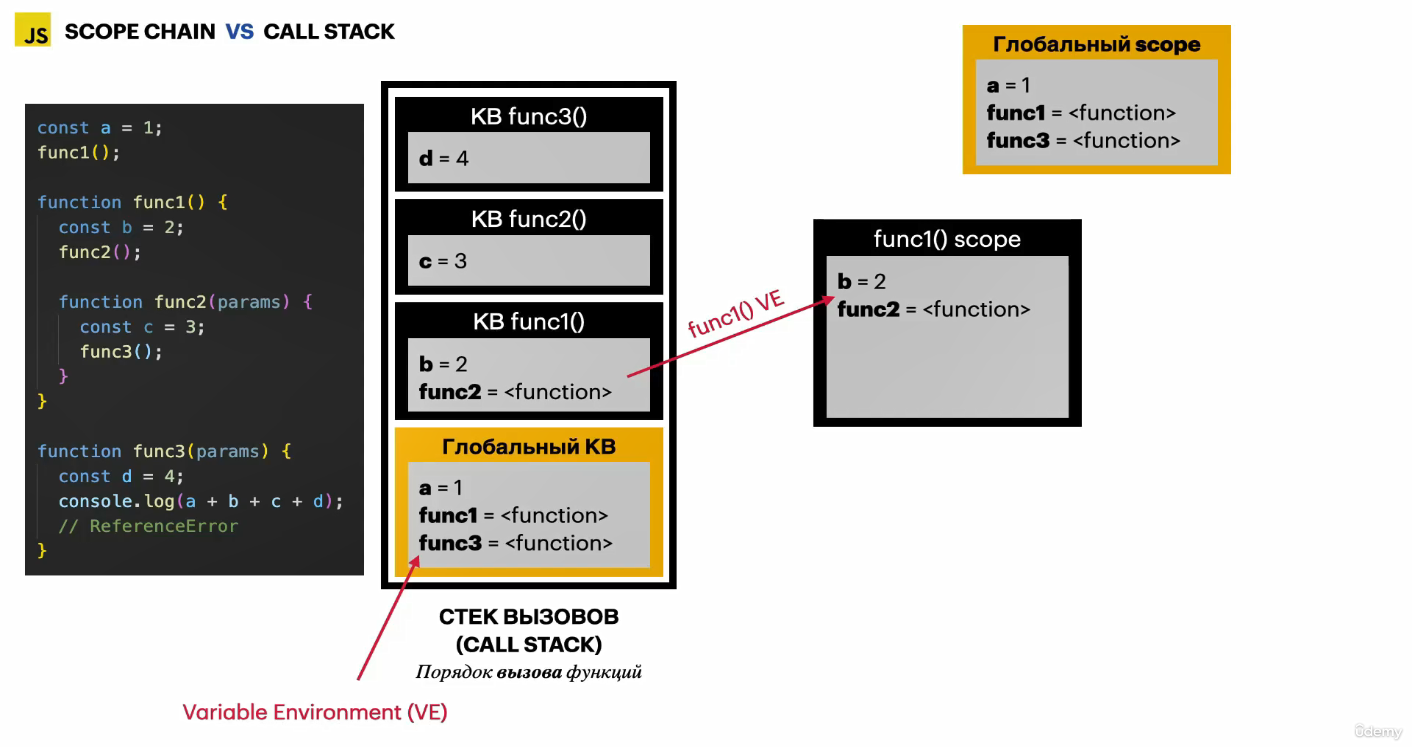 JS SCOPE CHAIN VS CALL STACK
const a = 1;
func1();
function func1() {
const b = 2;
func2();
function func2(params) {
const c = 3;
func3();
}
}
function func3(params) {
const d = 4;
console.log(a + b + c + d);
// ReferenceError
}
КВ func3()
d = 4
КВ func2()
c = 3
КВ func1()
b = 2
func2 = <function>
Глобальный КВ
a = 1
func1 = <function>
func3 = <function>
СТЕК ВЫЗОВОВ
(CALL STACK)
Порядок вызова функций
Variable Environment (VE)
func1() VE
Глобальный scope
a = 1
func1 = <function>
func3 = <function>
func1() scope
b = 2
func2 = <function>
ûdemy